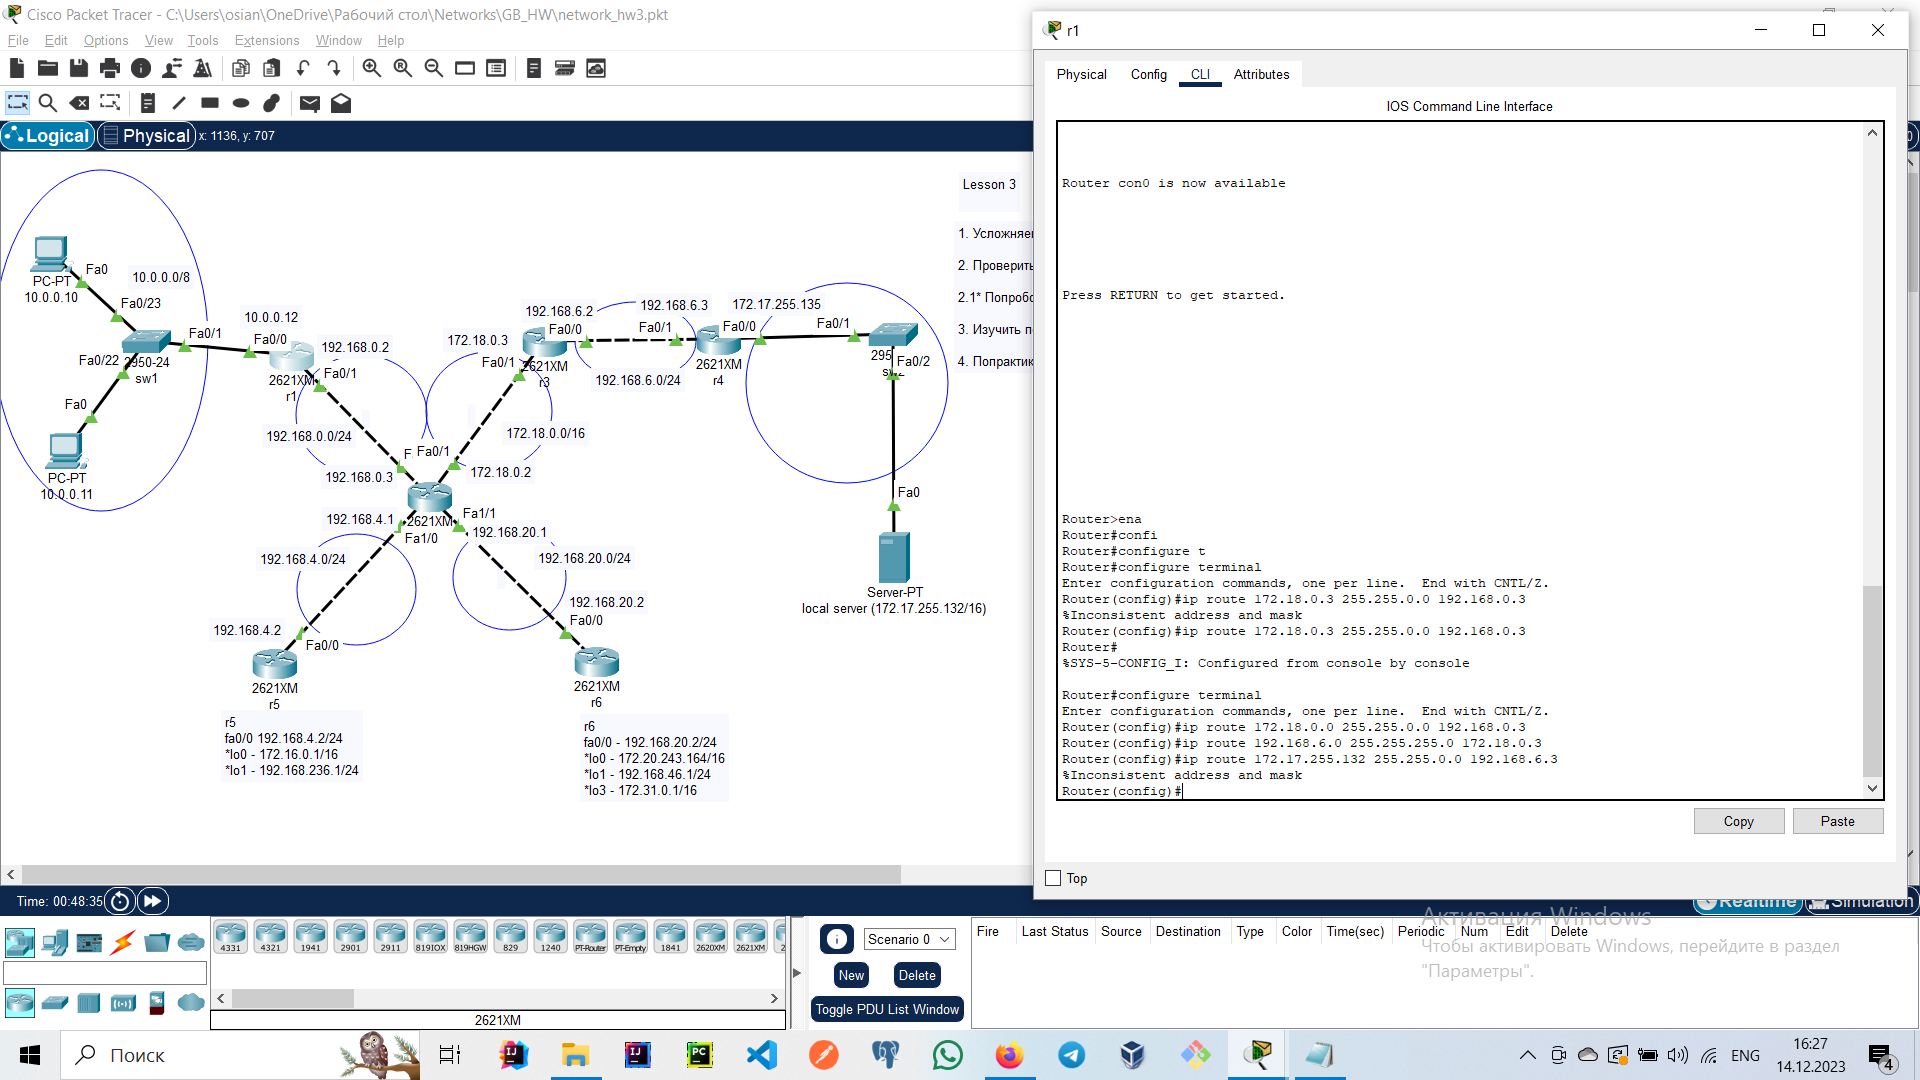 Cisco Packet Tracer - C:\Users\osian\OneDrive\Рабочий стол\Networks\GB_HW\network_hw3.pkt
File Edit Options View Tools Extensions Window Help
Logical Physical x: 1136, y: 707
Lesson 3
1. Усложняе
2. Проверить
2.1* Попробо
3. Изучить п
4. Попрактик
PC-PT
10.0.0.10
Fa0
10.0.0.0/8
Fa0/23
Fa0/1
Fa0/22
2950-24
sw1
Fa0
PC-PT
10.0.0.11
10.0.0.12
Fa0/0
2621XM
r1
192.168.0.2
Fa0/1
192.168.0.0/24
192.168.0.3
F
Fa0/1
172.18.0.3
Fa0/1
172.18.0.0/16
172.18.0.2
192.168.6.2
Fa0/0
2621XM
r3
192.168.6.3
Fa0/1
192.168.6.0/24
172.17.255.135
Fa0/0
2621XM
r4
Fa0/1
295
Fa0/2
Fa0
Server-PT
local server (172.17.255.132/16)
2621XM
192.168.4.1
Fa1/0
192.168.4.0/24
192.168.4.2
Fa0/0
2621XM
r5
Fa1/1
192.168.20.1
192.168.20.0/24
192.168.20.2
Fa0/0
2621XM
r6
r5
fa0/0 192.168.4.2/24
*lo0 - 172.16.0.1/16
*lo1 - 192.168.236.1/24
r6
fa0/0 - 192.168.20.2/24
*lo0 - 172.20.243.164/16
*lo1 - 192.168.46.1/24
*lo3 - 172.31.0.1/16
r1
Physical Config CLI Attributes
IOS Command Line Interface
Router con0 is now available
Press RETURN to get started.
Router>ena
Router#confi
Router#configure t
Router#configure terminal
Enter configuration commands, one per line.  End with CNTL/Z.
Router(config)#ip route 172.18.0.3 255.255.0.0 192.168.0.3
%Inconsistent address and mask
Router(config)#ip route 172.18.0.3 255.255.0.0 192.168.0.3
Router#
%SYS-5-CONFIG_I: Configured from console by console
Router#configure terminal
Enter configuration commands, one per line.  End with CNTL/Z.
Router(config)#ip route 172.18.0.0 255.255.0.0 192.168.0.3
Router(config)#ip route 192.168.6.0 255.255.255.0 172.18.0.3
Router(config)#ip route 172.17.255.132 255.255.0.0 192.168.6.3
%Inconsistent address and mask
Router(config)#
Copy Paste
Top
Time: 00:48:35
Realtime Simulation
4331 4321 1941 2901 2911 819IOX 819HGW 829 1240 PT-Router PT-Empty 1841 2620XM 2621XM 2
2621XM
Scenario 0
New Delete
Toggle PDU List Window
Fire Last Status Source Destination Type Color Time(sec) Periodic Num Edit Delete
Активация Windows
Чтобы активировать Windows, перейдите в раздел
"Параметры".
Поиск
ENG
16:27
14.12.2023
4